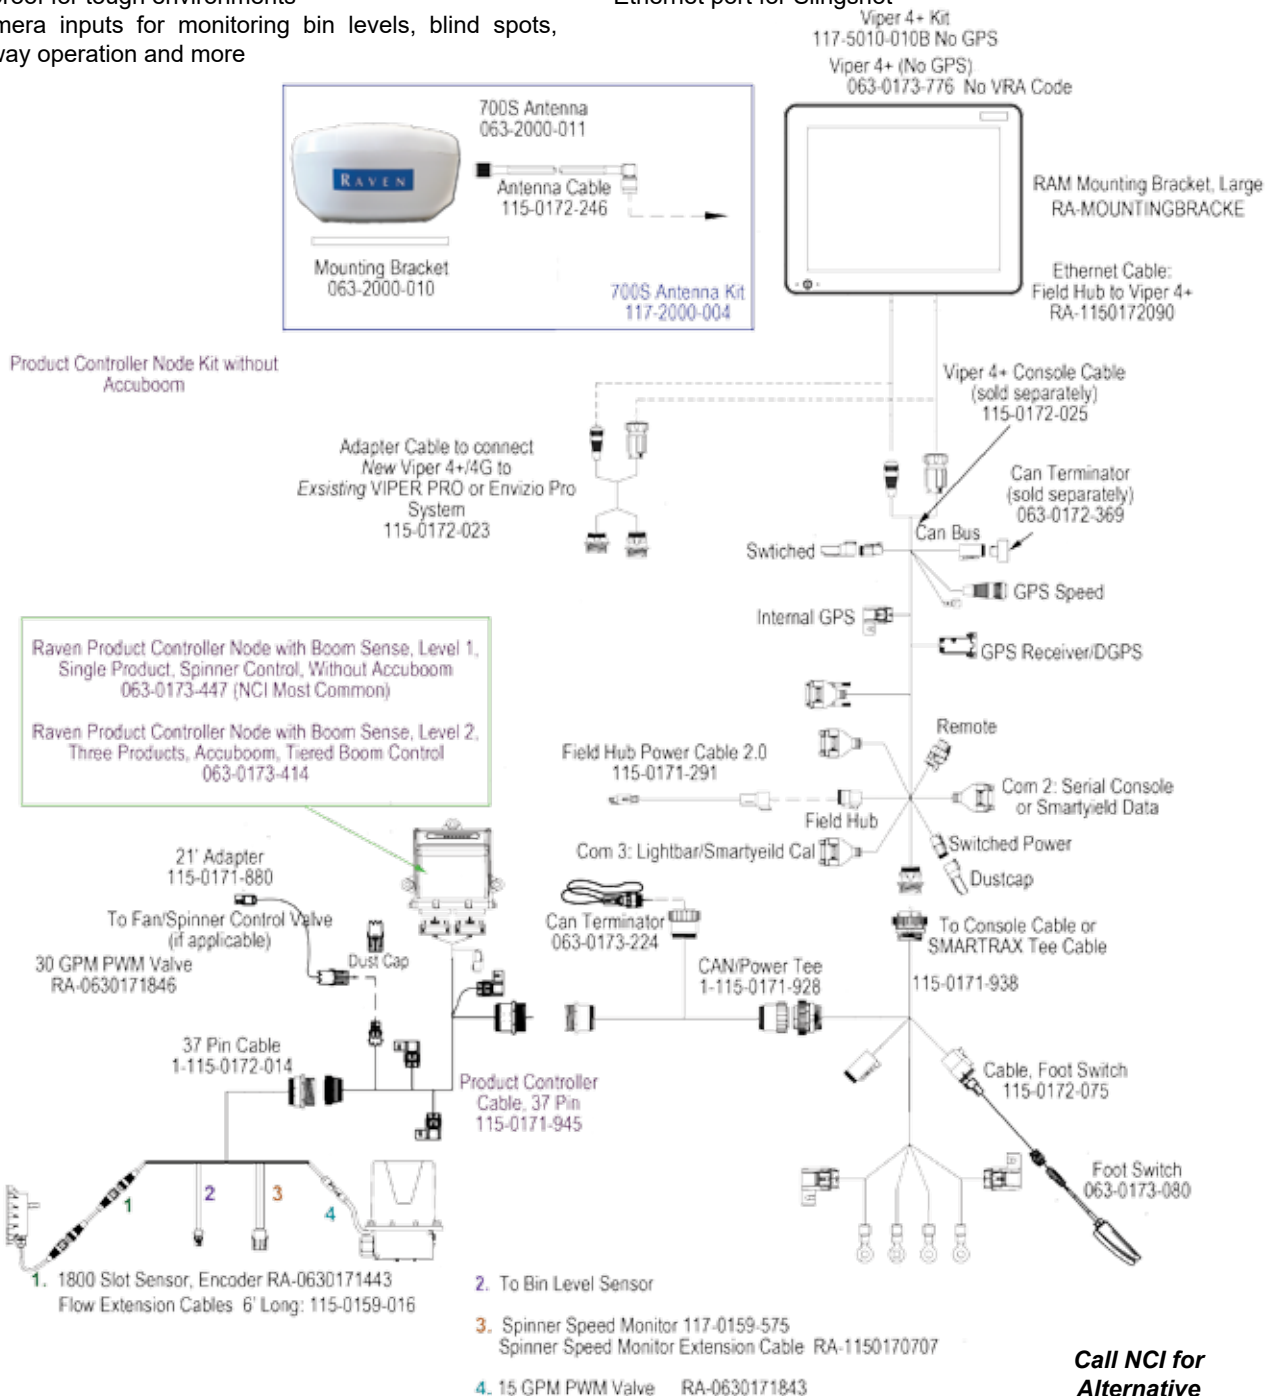 mera inputs for monitoring bin levels, blind spots,
way operation and more
Viper 4+ Kit
117-5010-010B No GPS
Viper 4+ (No GPS)
063-0173-776 No VRA Code
700S Antenna
063-2000-011
RAVEN
Antenna Cable
115-0172-246
Mounting Bracket
063-2000-010
700S Antenna Kit
117-2000-004
RAM Mounting Bracket, Large
RA-MOUNTINGBRACKE
Ethernet Cable:
Field Hub to Viper 4+
RA-1150172090
Product Controller Node Kit without
Accuboom
Viper 4+ Console Cable
(sold separately)
115-0172-025
Adapter Cable to connect
New Viper 4+/4G to
Exsisting VIPER PRO or Envizio Pro
System
115-0172-023
Can Terminator
(sold separately)
063-0172-369
Can Bus
Swtiched
GPS Speed
Internal GPS
GPS Receiver/DGPS
Raven Product Controller Node with Boom Sense, Level 1,
Single Product, Spinner Control, Without Accuboom
063-0173-447 (NCI Most Common)
Raven Product Controller Node with Boom Sense, Level 2,
Three Products, Accuboom, Tiered Boom Control
063-0173-414
Remote
Field Hub Power Cable 2.0
115-0171-291
Com 2: Serial Console
or Smartyield Data
Field Hub
Switched Power
Com 3: Lightbar/Smartyeild Cal
Dustcap
21' Adapter
115-0171-880
To Fan/Spinner Control Valve
(if applicable)
Dust Cap
30 GPM PWM Valve
RA-0630171846
Can Terminator
063-0173-224
To Console Cable or
SMARTRAX Tee Cable
CAN/Power Tee
1-115-0171-928
115-0171-938
37 Pin Cable
1-115-0172-014
Product Controller
Cable, 37 Pin
115-0171-945
Cable, Foot Switch
115-0172-075
Foot Switch
063-0173-080
1
2
3
4
1. 1800 Slot Sensor, Encoder RA-0630171443
Flow Extension Cables 6' Long: 115-0159-016
2. To Bin Level Sensor
3. Spinner Speed Monitor 117-0159-575
Spinner Speed Monitor Extension Cable RA-1150170707
4. 15 GPM PWM Valve RA-0630171843
Call NCI for
Alternative